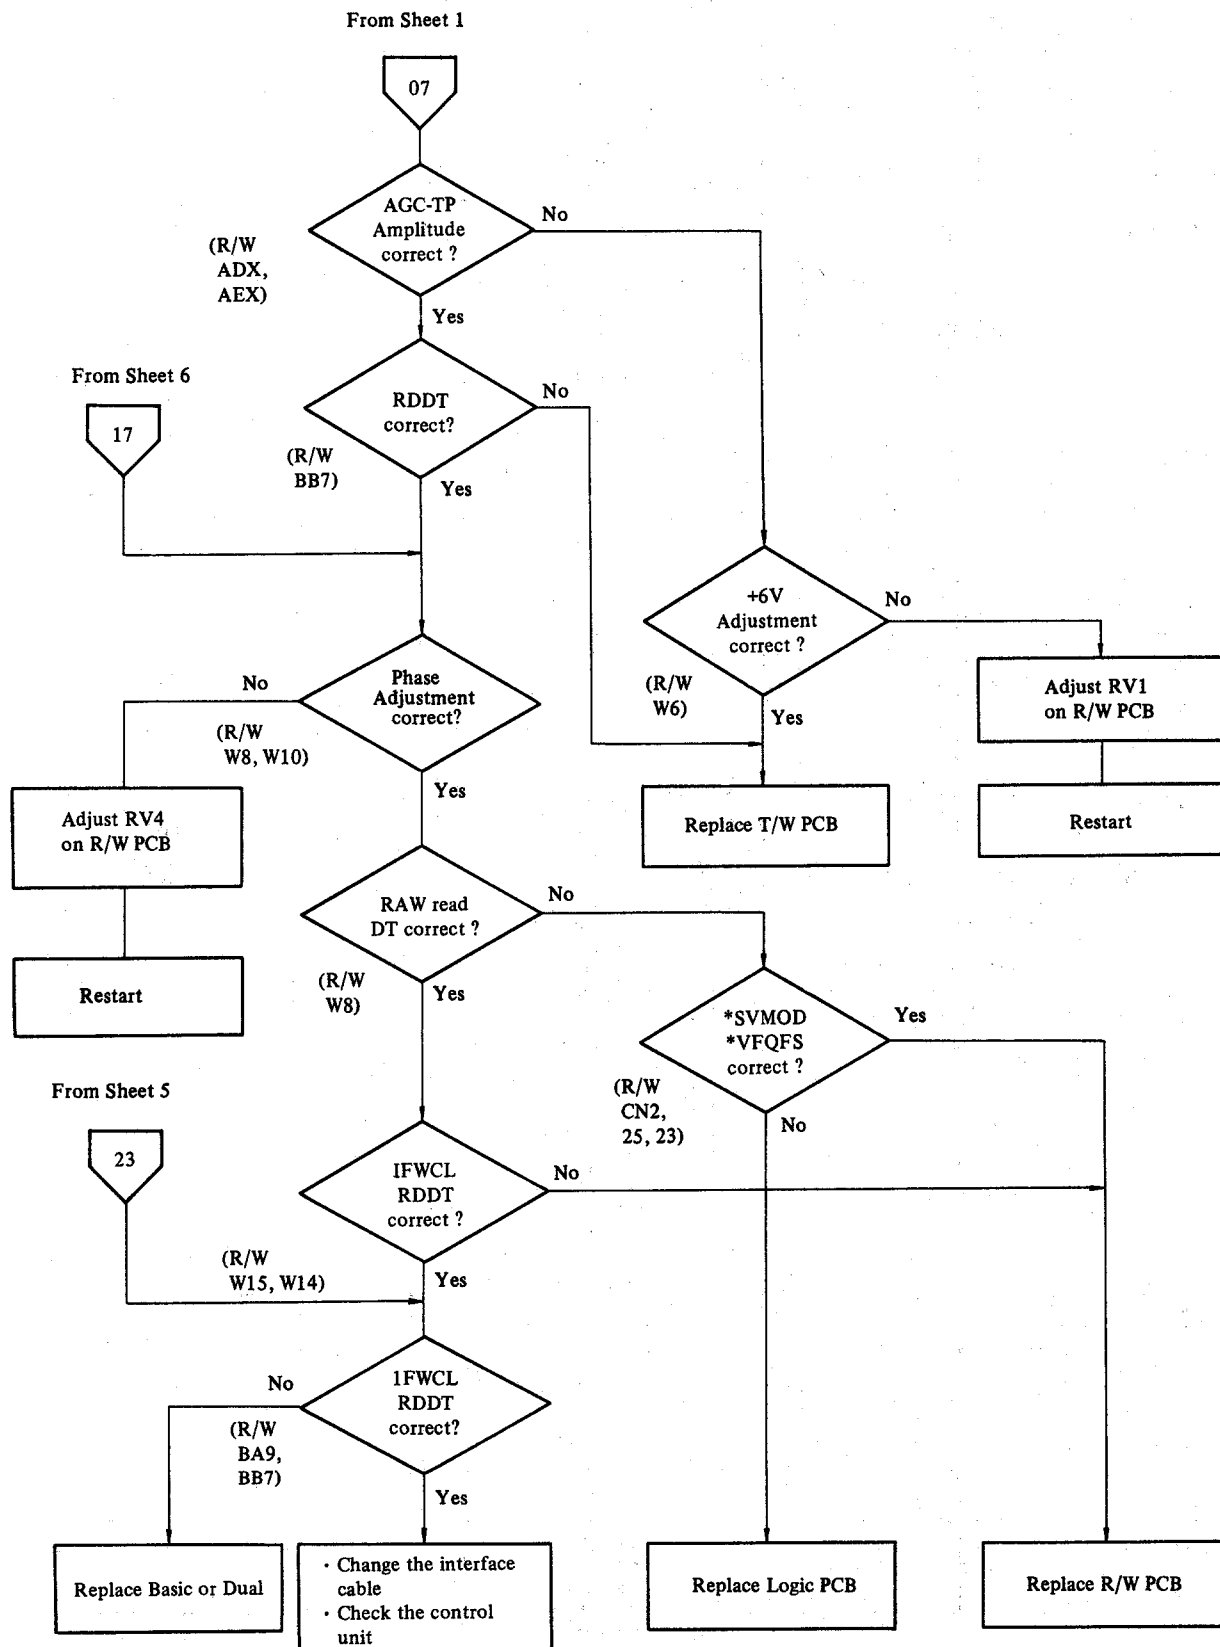 From Sheet 1
07
AGC-TP
Amplitude
correct ?
No
(R/W
ADX,
AEX)
Yes
From Sheet 6
17
RDDT
correct?
No
(R/W
BB7)
Yes
+6V
Adjustment
correct ?
No
(R/W
W6)
Yes
Adjust RV1
on R/W PCB
Restart
Replace T/W PCB
Phase
Adjustment
correct?
No
(R/W
W8, W10)
Yes
Adjust RV4
on R/W PCB
Restart
RAW read
DT correct ?
No
(R/W
W8)
Yes
*SVMOD
*VFQFS
correct ?
Yes
(R/W
CN2,
25, 23)
No
From Sheet 5
23
IFWCL
RDDT
correct ?
No
(R/W
W15, W14)
Yes
1FWCL
RDDT
correct?
No
(R/W
BA9,
BB7)
Yes
Replace Basic or Dual
· Change the interface
cable
· Check the control
unit
Replace Logic PCB
Replace R/W PCB